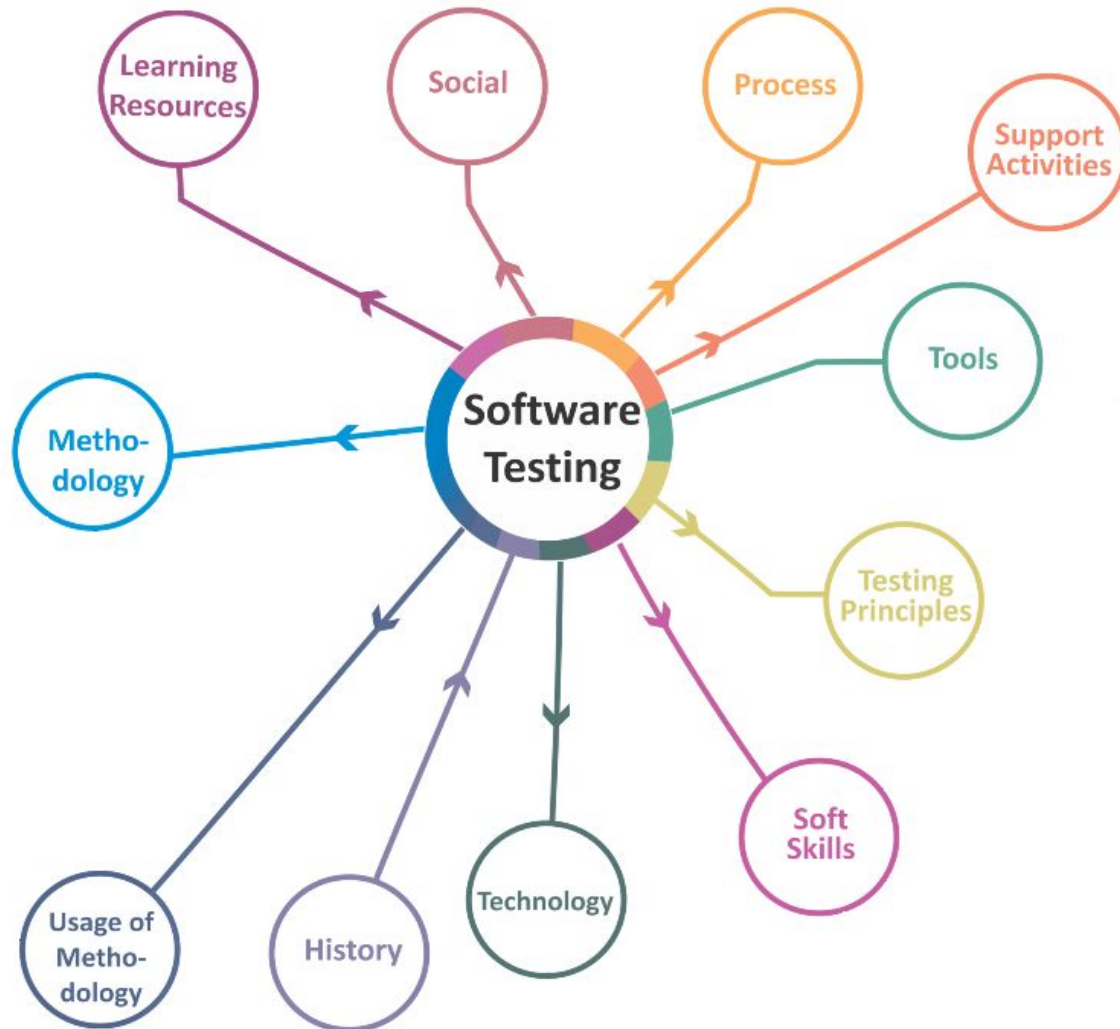 Learning
Resources
Social
Process
Support
Activities
Tools
Software
Testing
Metho-
dology
Testing
Principles
Soft
Skills
Technology
History
Usage of
Metho-
dology